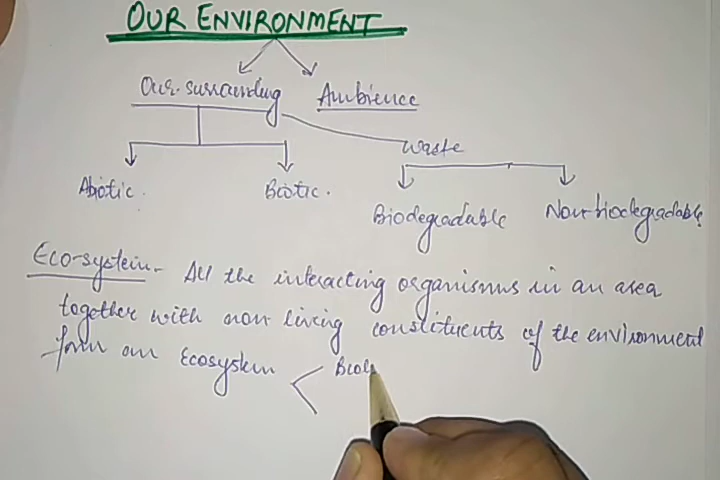 OUR ENVIRONMENT
Our surrounding Ambience
waste
Abiotic. Biotic.
Biodegradable Non-biodegradable
Eco-system- All the interacting organisms in an area
together with non living constituents of the environment
form an Ecosystem